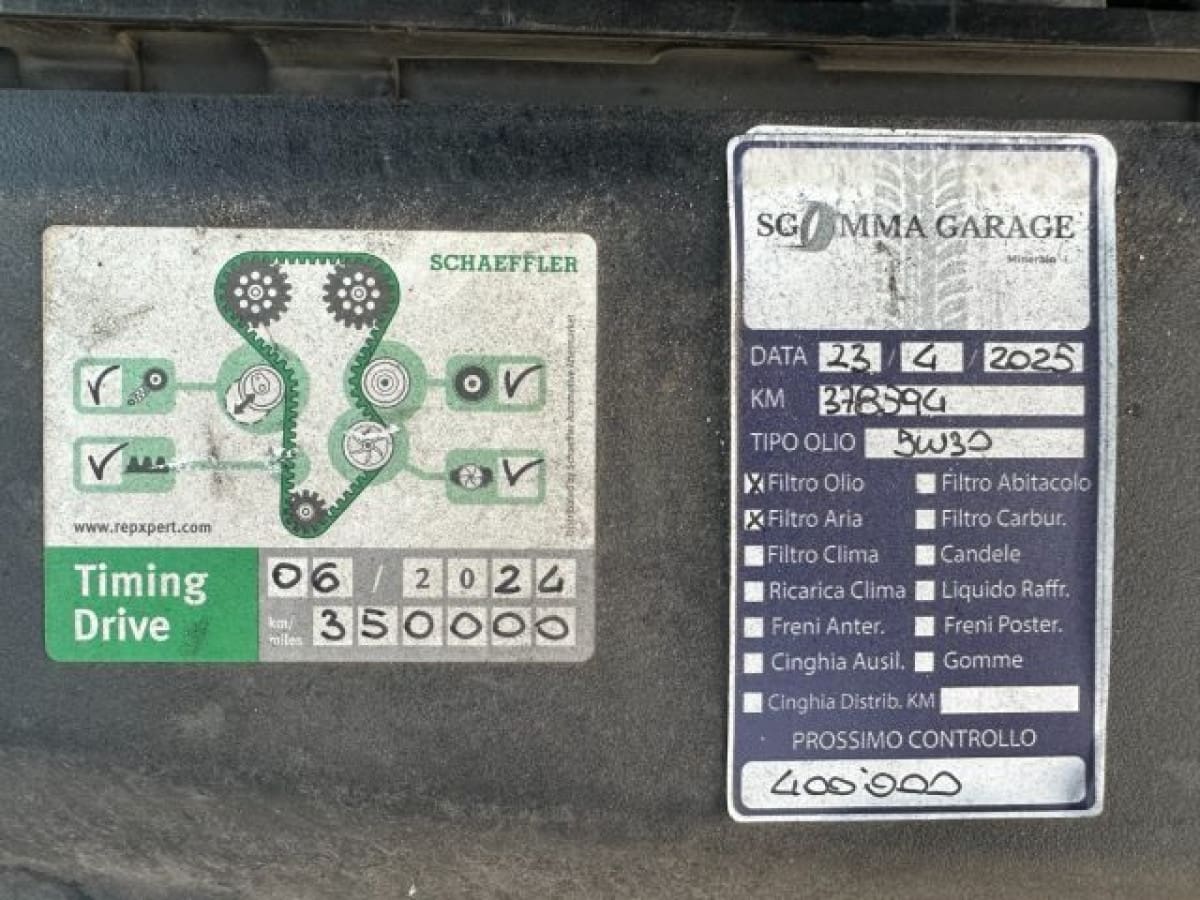 SCHAEFFLER
www.repxpert.com
Timing
Drive
06 / 2024
km/
miles 350000
SGOMMA GARAGE
Minerbio
DATA 23 / 4 / 2025
KM 378394
TIPO OLIO 5W30
X Filtro Olio
Filtro Abitacolo
X Filtro Aria
Filtro Carbur.
Filtro Clima
Candele
Ricarica Clima
Liquido Raffr.
Freni Anter.
Freni Poster.
Cinghia Ausil.
Gomme
Cinghia Distrib. KM
PROSSIMO CONTROLLO
400'000